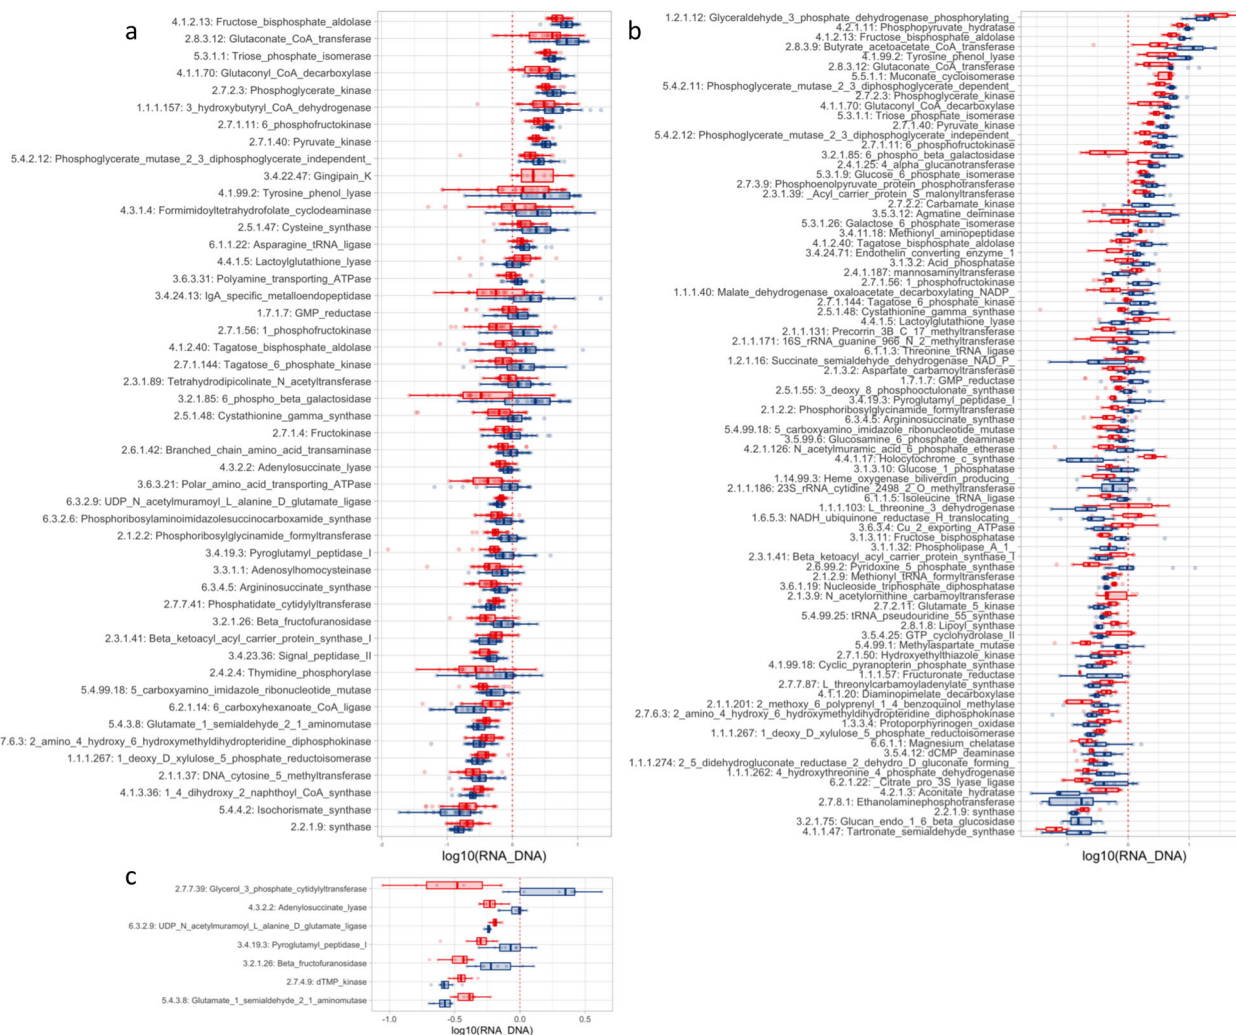 a
4.1.2.13: Fructose_bisphosphate_aldolase
2.8.3.12: Glutaconate_CoA_transferase
5.3.1.1: Triose_phosphate_isomerase
4.1.1.70: Glutaconyl_CoA_decarboxylase
2.7.2.3: Phosphoglycerate_kinase
1.1.1.157: 3_hydroxybutyryl_CoA_dehydrogenase
2.7.1.11: 6_phosphofructokinase
2.7.1.40: Pyruvate_kinase
5.4.2.12: Phosphoglycerate_mutase_2_3_diphosphoglycerate_independent_
3.4.22.47: Gingipain_K
4.1.99.2: Tyrosine_phenol_lyase
4.3.1.4: Formimidoyltetrahydrofolate_cyclodeaminase
2.5.1.47: Cysteine_synthase
6.1.1.22: Asparagine_tRNA_ligase
4.4.1.5: Lactoylglutathione_lyase
3.6.3.31: Polyamine_transporting_ATPase
3.4.24.13: IgA_specific_metalloendopeptidase
1.7.1.7: GMP_reductase
2.7.1.56: 1_phosphofructokinase
4.1.2.40: Tagatose_bisphosphate_aldolase
2.7.1.144: Tagatose_6_phosphate_kinase
2.3.1.89: Tetrahydrodipicolinate_N_acetyltransferase
3.2.1.85: 6_phospho_beta_galactosidase
2.5.1.48: Cystathionine_gamma_synthase
2.7.1.4: Fructokinase
2.6.1.42: Branched_chain_amino_acid_transaminase
4.3.2.2: Adenylosuccinate_lyase
3.6.3.21: Polar_amino_acid_transporting_ATPase
6.3.2.9: UDP_N_acetylmuramoyl_L_alanine_D_glutamate_ligase
6.3.2.6: Phosphoribosylaminoimidazolesuccinocarboxamide_synthase
2.1.2.2: Phosphoribosylglycinamide_formyltransferase
3.4.19.3: Pyroglutamyl_peptidase_I
3.3.1.1: Adenosylhomocysteinase
6.3.4.5: Argininosuccinate_synthase
2.7.7.41: Phosphatidate_cytidylyltransferase
3.2.1.26: Beta_fructofuranosidase
2.3.1.41: Beta_ketoacyl_acyl_carrier_protein_synthase_I
3.4.23.36: Signal_peptidase_II
2.4.2.4: Thymidine_phosphorylase
5.4.99.18: 5_carboxyamino_imidazole_ribonucleotide_mutase
6.2.1.14: 6_carboxyhexanoate_CoA_ligase
5.4.3.8: Glutamate_1_semialdehyde_2_1_aminomutase
7.6.3: 2_amino_4_hydroxy_6_hydroxymethyldihydropteridine_diphosphokinase
1.1.1.267: 1_deoxy_D_xylulose_5_phosphate_reductoisomerase
2.1.1.37: DNA_cytosine_5_methyltransferase
4.1.3.36: 1_4_dihydroxy_2_naphthoyl_CoA_synthase
5.4.4.2: Isochorismate_synthase
2.2.1.9: synthase
0 1
log10(RNA_DNA)
b
1.2.1.12: Glyceraldehyde_3_phosphate_dehydrogenase_phosphorylating_
4.2.1.11: Phosphopyruvate_hydratase
4.1.2.13: Fructose_bisphosphate_aldolase
2.8.3.9: Butyrate_acetoacetate_CoA_transferase
4.1.99.2: Tyrosine_phenol_lyase
2.8.3.12: Glutaconate_CoA_transferase
5.5.1.1: Muconate_cycloisomerase
5.4.2.11: Phosphoglycerate_mutase_2_3_diphosphoglycerate_dependent_
2.7.2.3: Phosphoglycerate_kinase
4.1.1.70: Glutaconyl_CoA_decarboxylase
5.3.1.1: Triose_phosphate_isomerase
2.7.1.40: Pyruvate_kinase
5.4.2.12: Phosphoglycerate_mutase_2_3_diphosphoglycerate_independent_
2.7.1.11: 6_phosphofructokinase
3.2.1.85: 6_phospho_beta_galactosidase
2.4.1.25: 4_alpha_glucanotransferase
5.3.1.9: Glucose_6_phosphate_isomerase
2.7.3.9: Phosphoenolpyruvate_protein_phosphotransferase
2.3.1.39: _Acyl_carrier_protein_S_malonyltransferase
2.7.2.2: Carbamate_kinase
3.5.3.12: Agmatine_deiminase
5.3.1.26: Galactose_6_phosphate_isomerase
3.4.11.18: Methionyl_aminopeptidase
4.1.2.40: Tagatose_bisphosphate_aldolase
3.4.24.71: Endothelin_converting_enzyme_1
3.1.3.2: Acid_phosphatase
2.4.1.187: mannosaminyltransferase
2.7.1.56: 1_phosphofructokinase
1.1.1.40: Malate_dehydrogenase_oxaloacetate_decarboxylating_NADP_
2.7.1.144: Tagatose_6_phosphate_kinase
2.5.1.48: Cystathionine_gamma_synthase
4.4.1.5: Lactoylglutathione_lyase
2.1.1.131: Precorrin_3B_C_17_methyltransferase
2.1.1.171: 16S_rRNA_guanine_966_N_2_methyltransferase
6.1.1.3: Threonine_tRNA_ligase
1.2.1.16: Succinate_semialdehyde_dehydrogenase_NAD_P_
2.1.3.2: Aspartate_carbamoyltransferase
1.7.1.7: GMP_reductase
2.5.1.55: 3_deoxy_8_phosphooctulonate_synthase
3.4.19.3: Pyroglutamyl_peptidase_I
2.1.2.2: Phosphoribosylglycinamide_formyltransferase
6.3.4.5: Argininosuccinate_synthase
5.4.99.18: 5_carboxyamino_imidazole_ribonucleotide_mutase
3.5.99.6: Glucosamine_6_phosphate_deaminase
4.2.1.126: N_acetylmuramic_acid_6_phosphate_etherase
4.4.1.17: Holocytochrome_c_synthase
3.1.3.10: Glucose_1_phosphatase
1.14.99.3: Heme_oxygenase_biliverdin_producing_
2.1.1.186: 23S_rRNA_cytidine_2498_2_O_methyltransferase
6.1.1.5: Isoleucine_tRNA_ligase
1.1.1.103: L_threonine_3_dehydrogenase
1.6.5.3: NADH_ubiquinone_reductase_H_translocating_
3.6.3.4: Cu_2_exporting_ATPase
3.1.3.11: Fructose_bisphosphatase
3.1.1.32: Phospholipase_A_1_
2.3.1.41: Beta_ketoacyl_acyl_carrier_protein_synthase_I
2.6.99.2: Pyridoxine_5_phosphate_synthase
2.1.2.9: Methionyl_tRNA_formyltransferase
3.6.1.19: Nucleoside_triphosphate_diphosphatase
2.1.3.9: N_acetylornithine_carbamoyltransferase
2.7.2.11: Glutamate_5_kinase
5.4.99.25: tRNA_pseudouridine_55_synthase
2.8.1.8: Lipoyl_synthase
3.5.4.25: GTP_cyclohydrolase_II
5.4.99.1: Methylaspartate_mutase
2.7.1.50: Hydroxyethylthiazole_kinase
4.1.99.18: Cyclic_pyranopterin_phosphate_synthase
1.1.1.57: Fructuronate_reductase
2.7.7.87: L_threonylcarbamoyladenylate_synthase
4.1.1.20: Diaminopimelate_decarboxylase
2.1.1.201: 2_methoxy_6_polyprenyl_1_4_benzoquinol_methylase
2.7.6.3: 2_amino_4_hydroxy_6_hydroxymethyldihydropteridine_diphosphokinase
1.3.3.4: Protoporphyrinogen_oxidase
1.1.1.267: 1_deoxy_D_xylulose_5_phosphate_reductoisomerase
6.6.1.1: Magnesium_chelatase
3.5.4.12: dCMP_deaminase
1.1.1.274: 2_5_didehydrogluconate_reductase_2_dehydro_D_gluconate_forming_
1.1.1.262: 4_hydroxythreonine_4_phosphate_dehydrogenase
6.2.1.22: _Citrate_pro_3S_lyase_ligase
4.2.1.3: Aconitate_hydratase
2.7.8.1: Ethanolaminephosphotransferase
2.2.1.9: synthase
3.2.1.75: Glucan_endo_1_6_beta_glucosidase
4.1.1.47: Tartronate_semialdehyde_synthase
0 1
log10(RNA_DNA)
c
2.7.7.39: Glycerol_3_phosphate_cytidylyltransferase
4.3.2.2: Adenylosuccinate_lyase
6.3.2.9: UDP_N_acetylmuramoyl_L_alanine_D_glutamate_ligase
3.4.19.3: Pyroglutamyl_peptidase_I
3.2.1.26: Beta_fructofuranosidase
2.7.4.9: dTMP_kinase
5.4.3.8: Glutamate_1_semialdehyde_2_1_aminomutase
-1.0 -0.5 0.0 0.5
log10(RNA_DNA)